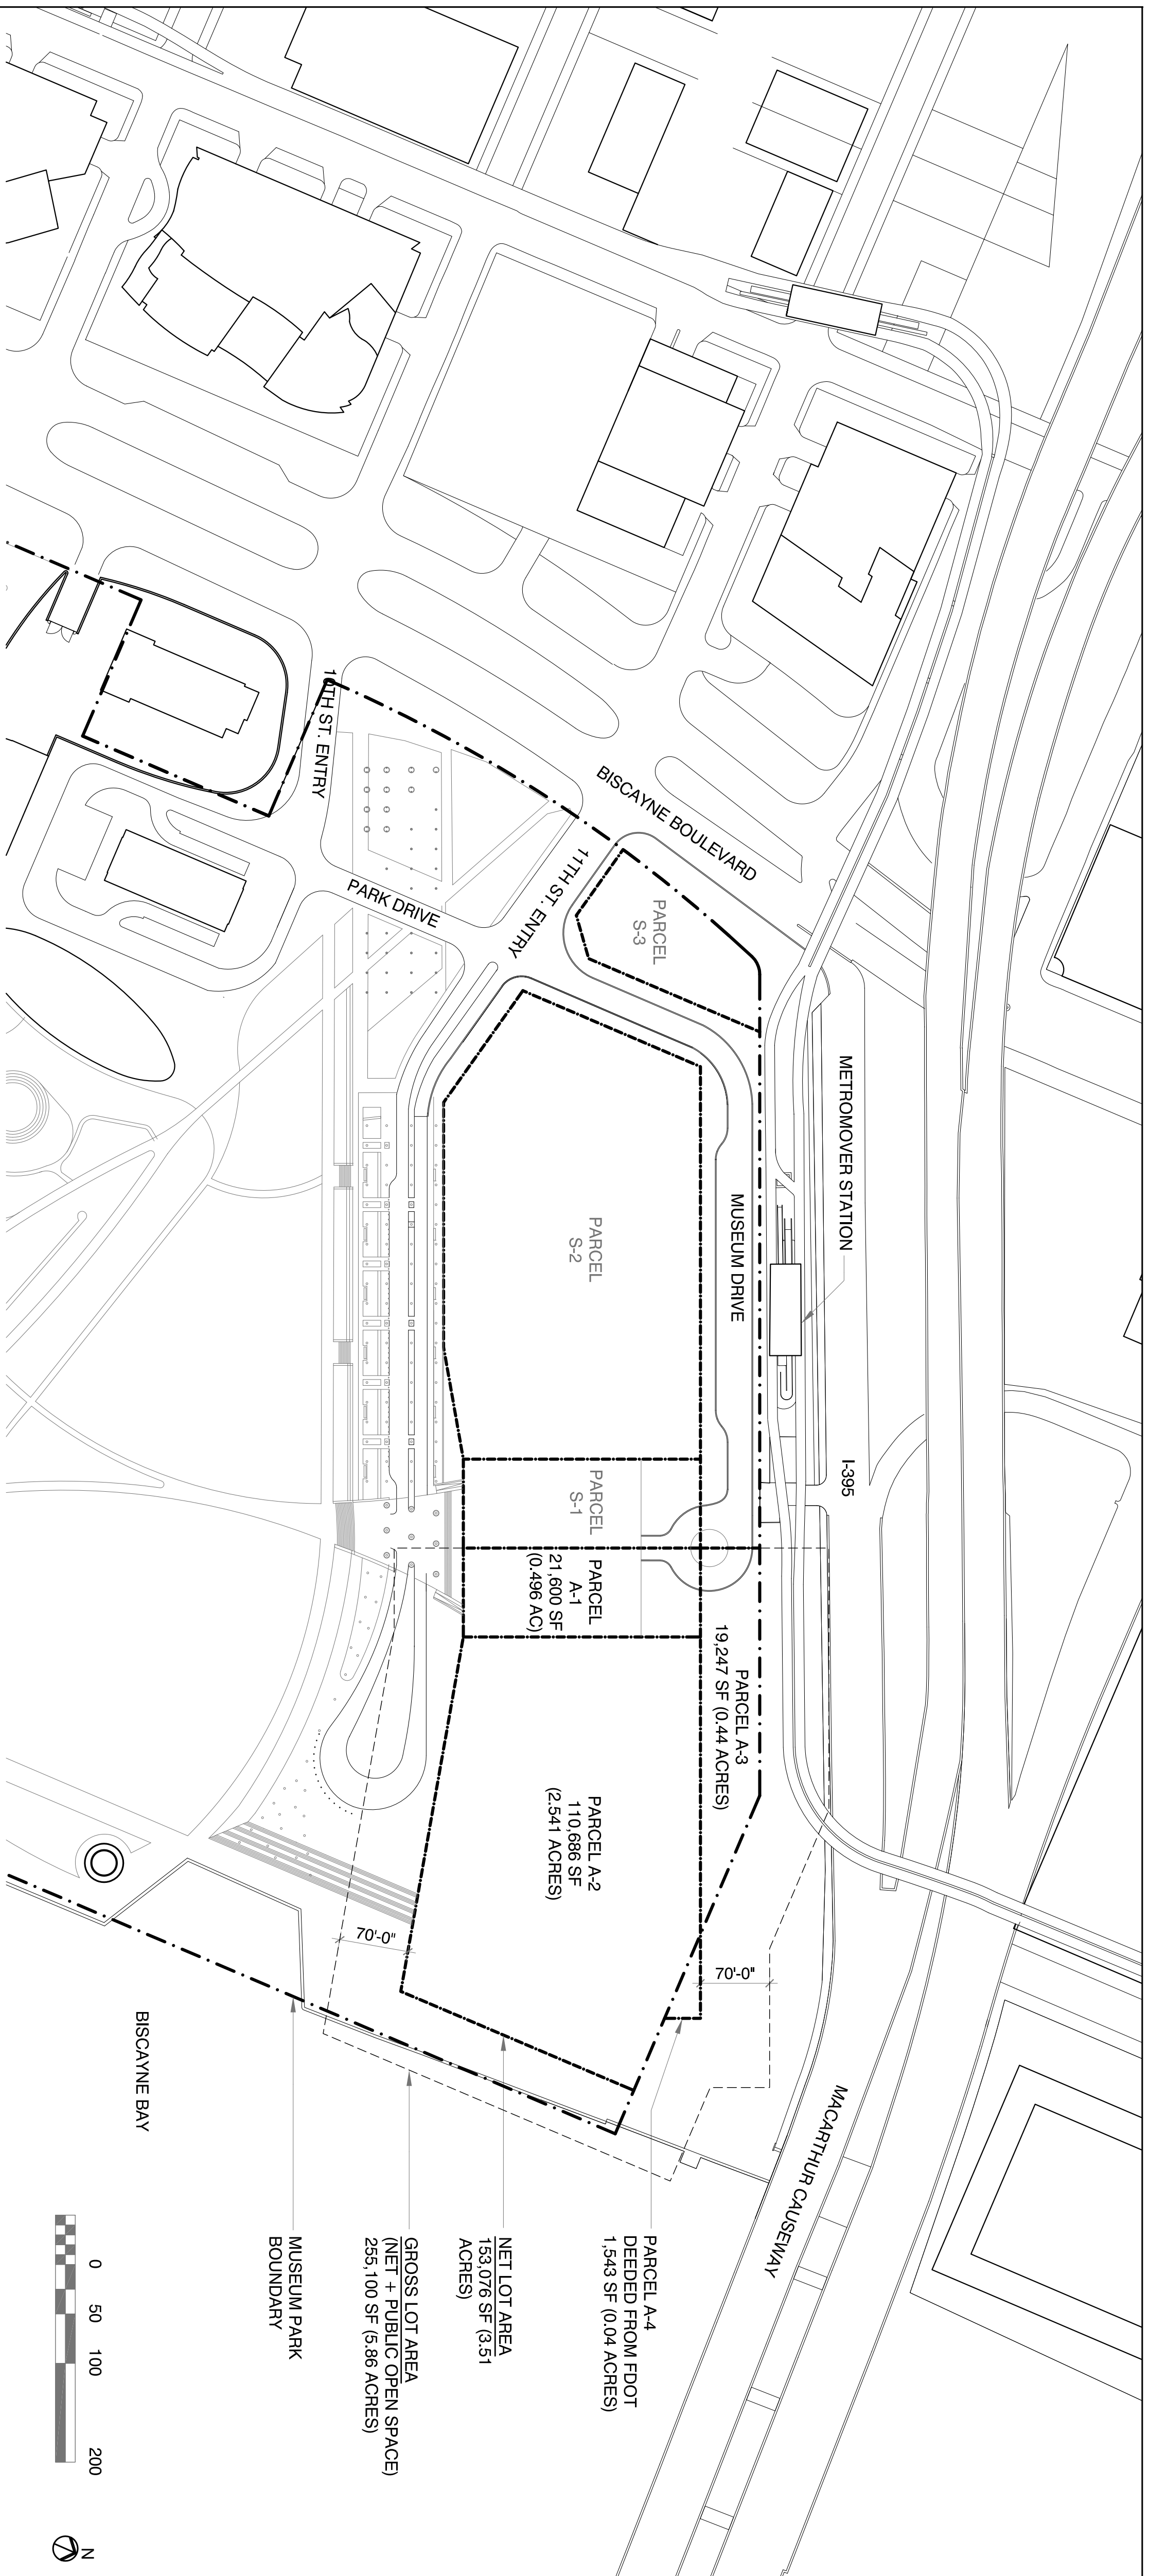 I-395
METROMOVER STATION
MACARTHUR CAUSEWAY
BISCAYNE BOULEVARD
MUSEUM DRIVE
PARCEL
S-3
11TH ST. ENTRY
10TH ST. ENTRY
PARK DRIVE
PARCEL
S-2
PARCEL
S-1
PARCEL
A-1
21,600 SF
(0.496 AC)
PARCEL A-3
19,247 SF (0.44 ACRES)
PARCEL A-2
110,686 SF
(2.541 ACRES)
70'-0"
70'-0"
PARCEL A-4
DEEDED FROM FDOT
1,543 SF (0.04 ACRES)
NET LOT AREA
153,076 SF (3.51
ACRES)
GROSS LOT AREA
(NET + PUBLIC OPEN SPACE)
255,100 SF (5.86 ACRES)
MUSEUM PARK
BOUNDARY
BISCAYNE BAY
0 50 100 200
N